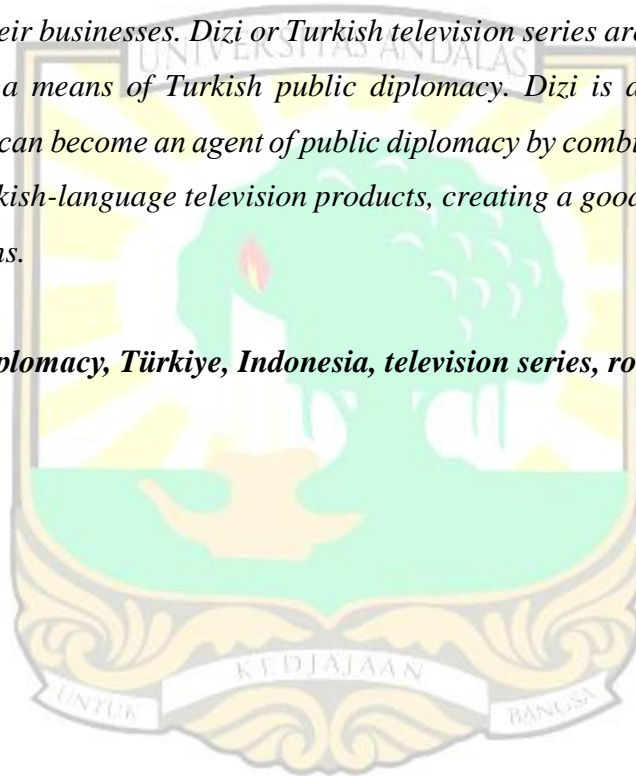 eir businesses. Dizi or Turkish television series are
a means of Turkish public diplomacy. Dizi is a
can become an agent of public diplomacy by combi
kish-language television products, creating a good
ns.
plomacy, Türkiye, Indonesia, television series, ro
UNIVERSITAS ANDALAS
KEDJAJAAN
UNTUK
BANGSA